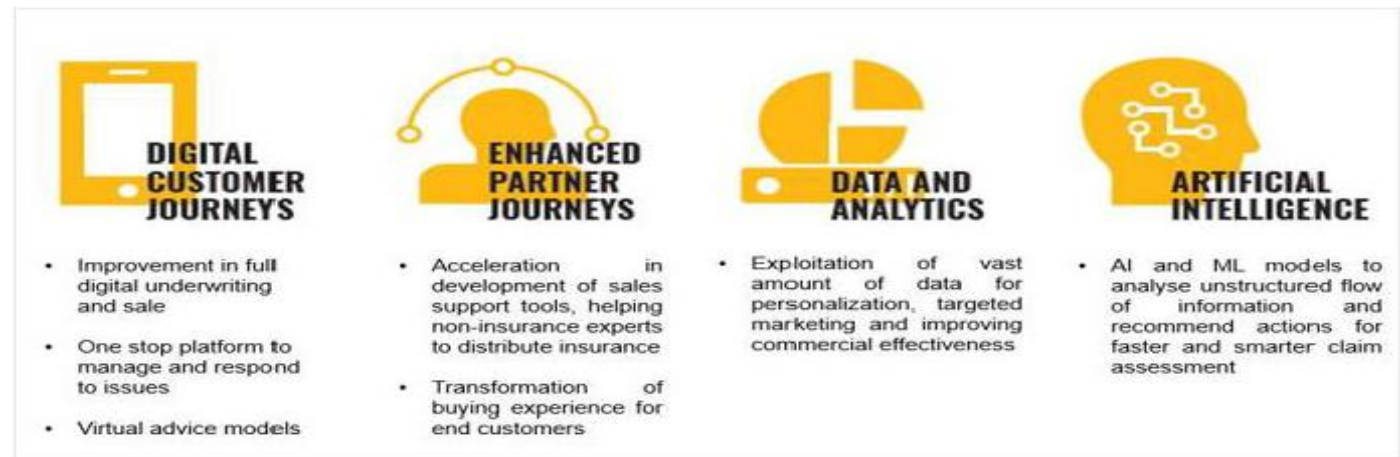 DIGITAL
CUSTOMER
JOURNEYS
• Improvement in full
digital underwriting
and sale
• One stop platform to
manage and respond
to issues
• Virtual advice models
ENHANCED
PARTNER
JOURNEYS
• Acceleration in
development of sales
support tools, helping
non-insurance experts
to distribute insurance
• Transformation of
buying experience for
end customers
DATA AND
ANALYTICS
• Exploitation of vast
amount of data for
personalization, targeted
marketing and improving
commercial effectiveness
ARTIFICIAL
INTELLIGENCE
• AI and ML models to
analyse unstructured flow
of information and
recommend actions for
faster and smarter claim
assessment